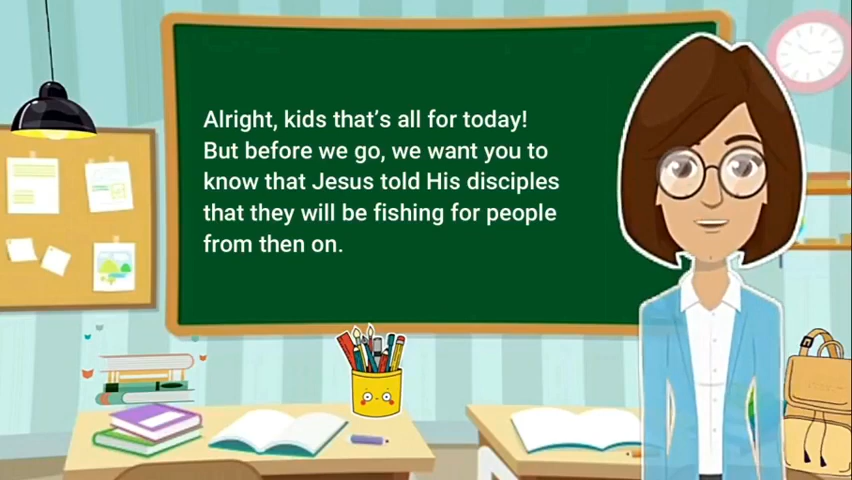 Alright, kids that’s all for today!
But before we go, we want you to
know that Jesus told His disciples
that they will be fishing for people
from then on.